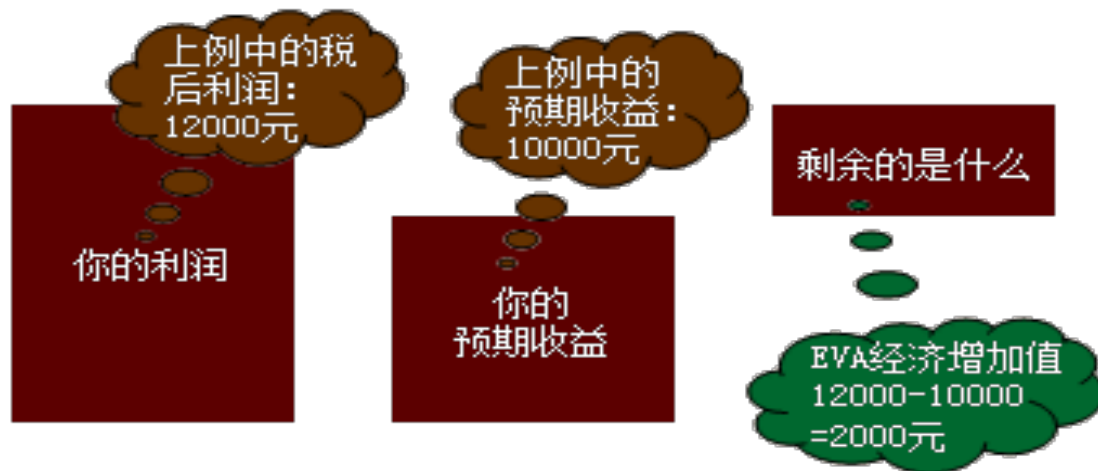 上例中的税
后利润：
12000元
你的利润
上例中的
预期收益：
10000元
你的
预期收益
剩余的是什么
EVA经济增加值
12000-10000
=2000元